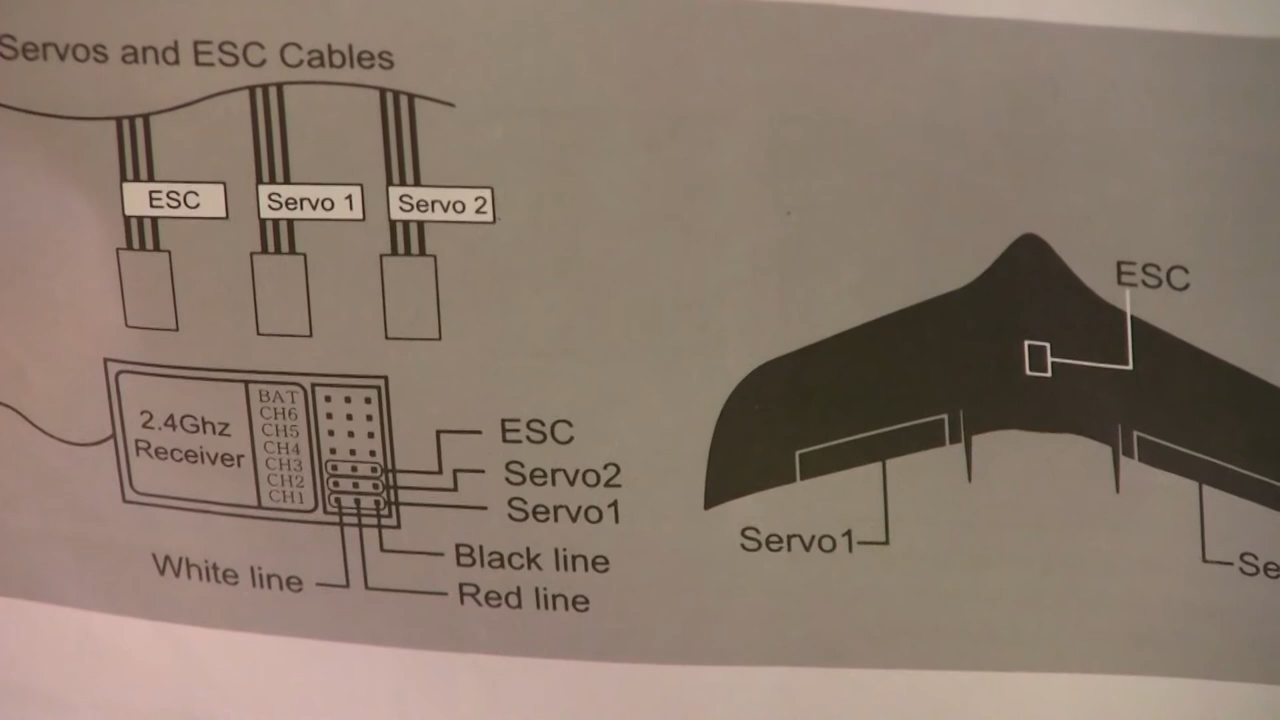 Servos and ESC Cables
ESC
Servo 1
Servo 2
2.4Ghz
Receiver
BAT
CH6
CH5
CH4
CH3
CH2
CH1
ESC
Servo2
Servo1
White line
Black line
Red line
ESC
Servo1
Se